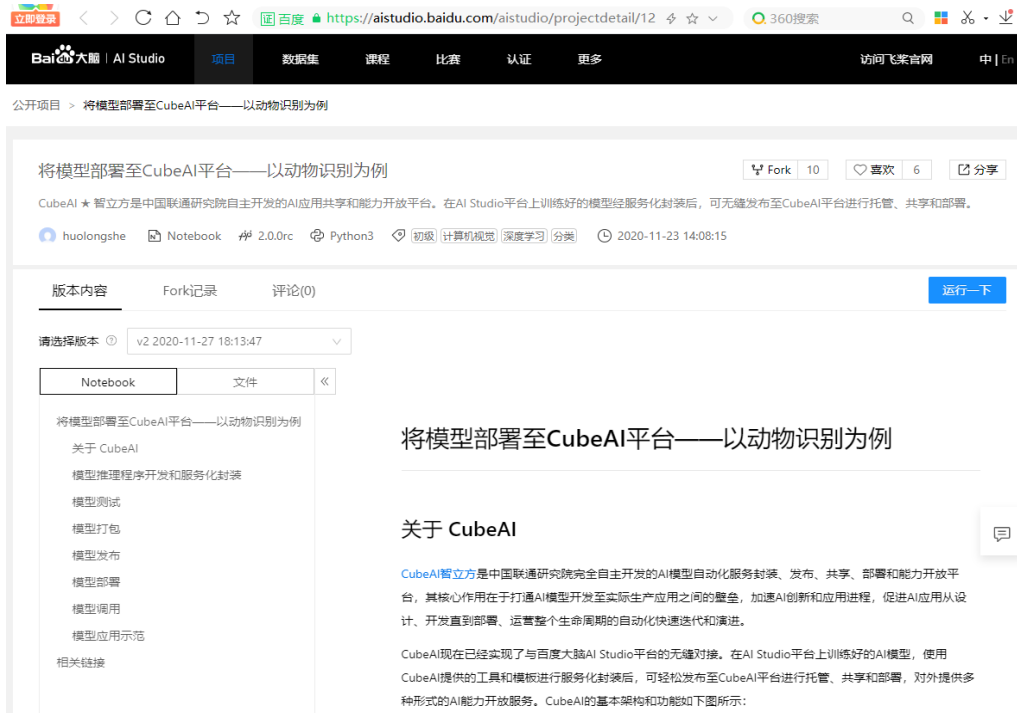 立即登录
证 百度 https://aistudio.baidu.com/aistudio/projectdetail/12 360搜索
Bai du 大脑 | AI Studio 项目 数据集 课程 比赛 认证 更多 访问飞桨官网 中 | En
公开项目 > 将模型部署至CubeAI平台——以动物识别为例
将模型部署至CubeAI平台——以动物识别为例 Fork 10 喜欢 6 分享
CubeAI ★ 智立方是中国联通研究院自主开发的AI应用共享和能力开放平台。在AI Studio平台上训练好的模型经服务化封装后，可无缝发布至CubeAI平台进行托管、共享和部署。
huolongshe Notebook 2.0.0rc Python3 初级 计算机视觉 深度学习 分类 2020-11-23 14:08:15
版本内容 Fork记录 评论(0) 运行一下
请选择版本 ? v2 2020-11-27 18:13:47
Notebook 文件 «
将模型部署至CubeAI平台——以动物识别为例
关于 CubeAI
模型推理程序开发和服务化封装
模型测试
模型打包
模型发布
模型部署
模型调用
模型应用示范
相关链接
将模型部署至CubeAI平台——以动物识别为例
关于 CubeAI
CubeAI智立方是中国联通研究院完全自主开发的AI模型自动化服务封装、发布、共享、部署和能力开放平
台，其核心作用在于打通AI模型开发至实际生产应用之间的壁垒，加速AI创新和应用进程，促进AI应用从设
计、开发直到部署、运营整个生命周期的自动化快速迭代和演进。
CubeAI现在已经实现了与百度大脑AI Studio平台的无缝对接。在AI Studio平台上训练好的AI模型，使用
CubeAI提供的工具和模板进行服务化封装后，可轻松发布至CubeAI平台进行托管、共享和部署，对外提供多
种形式的AI能力开放服务。CubeAI的基本架构和功能如下图所示：